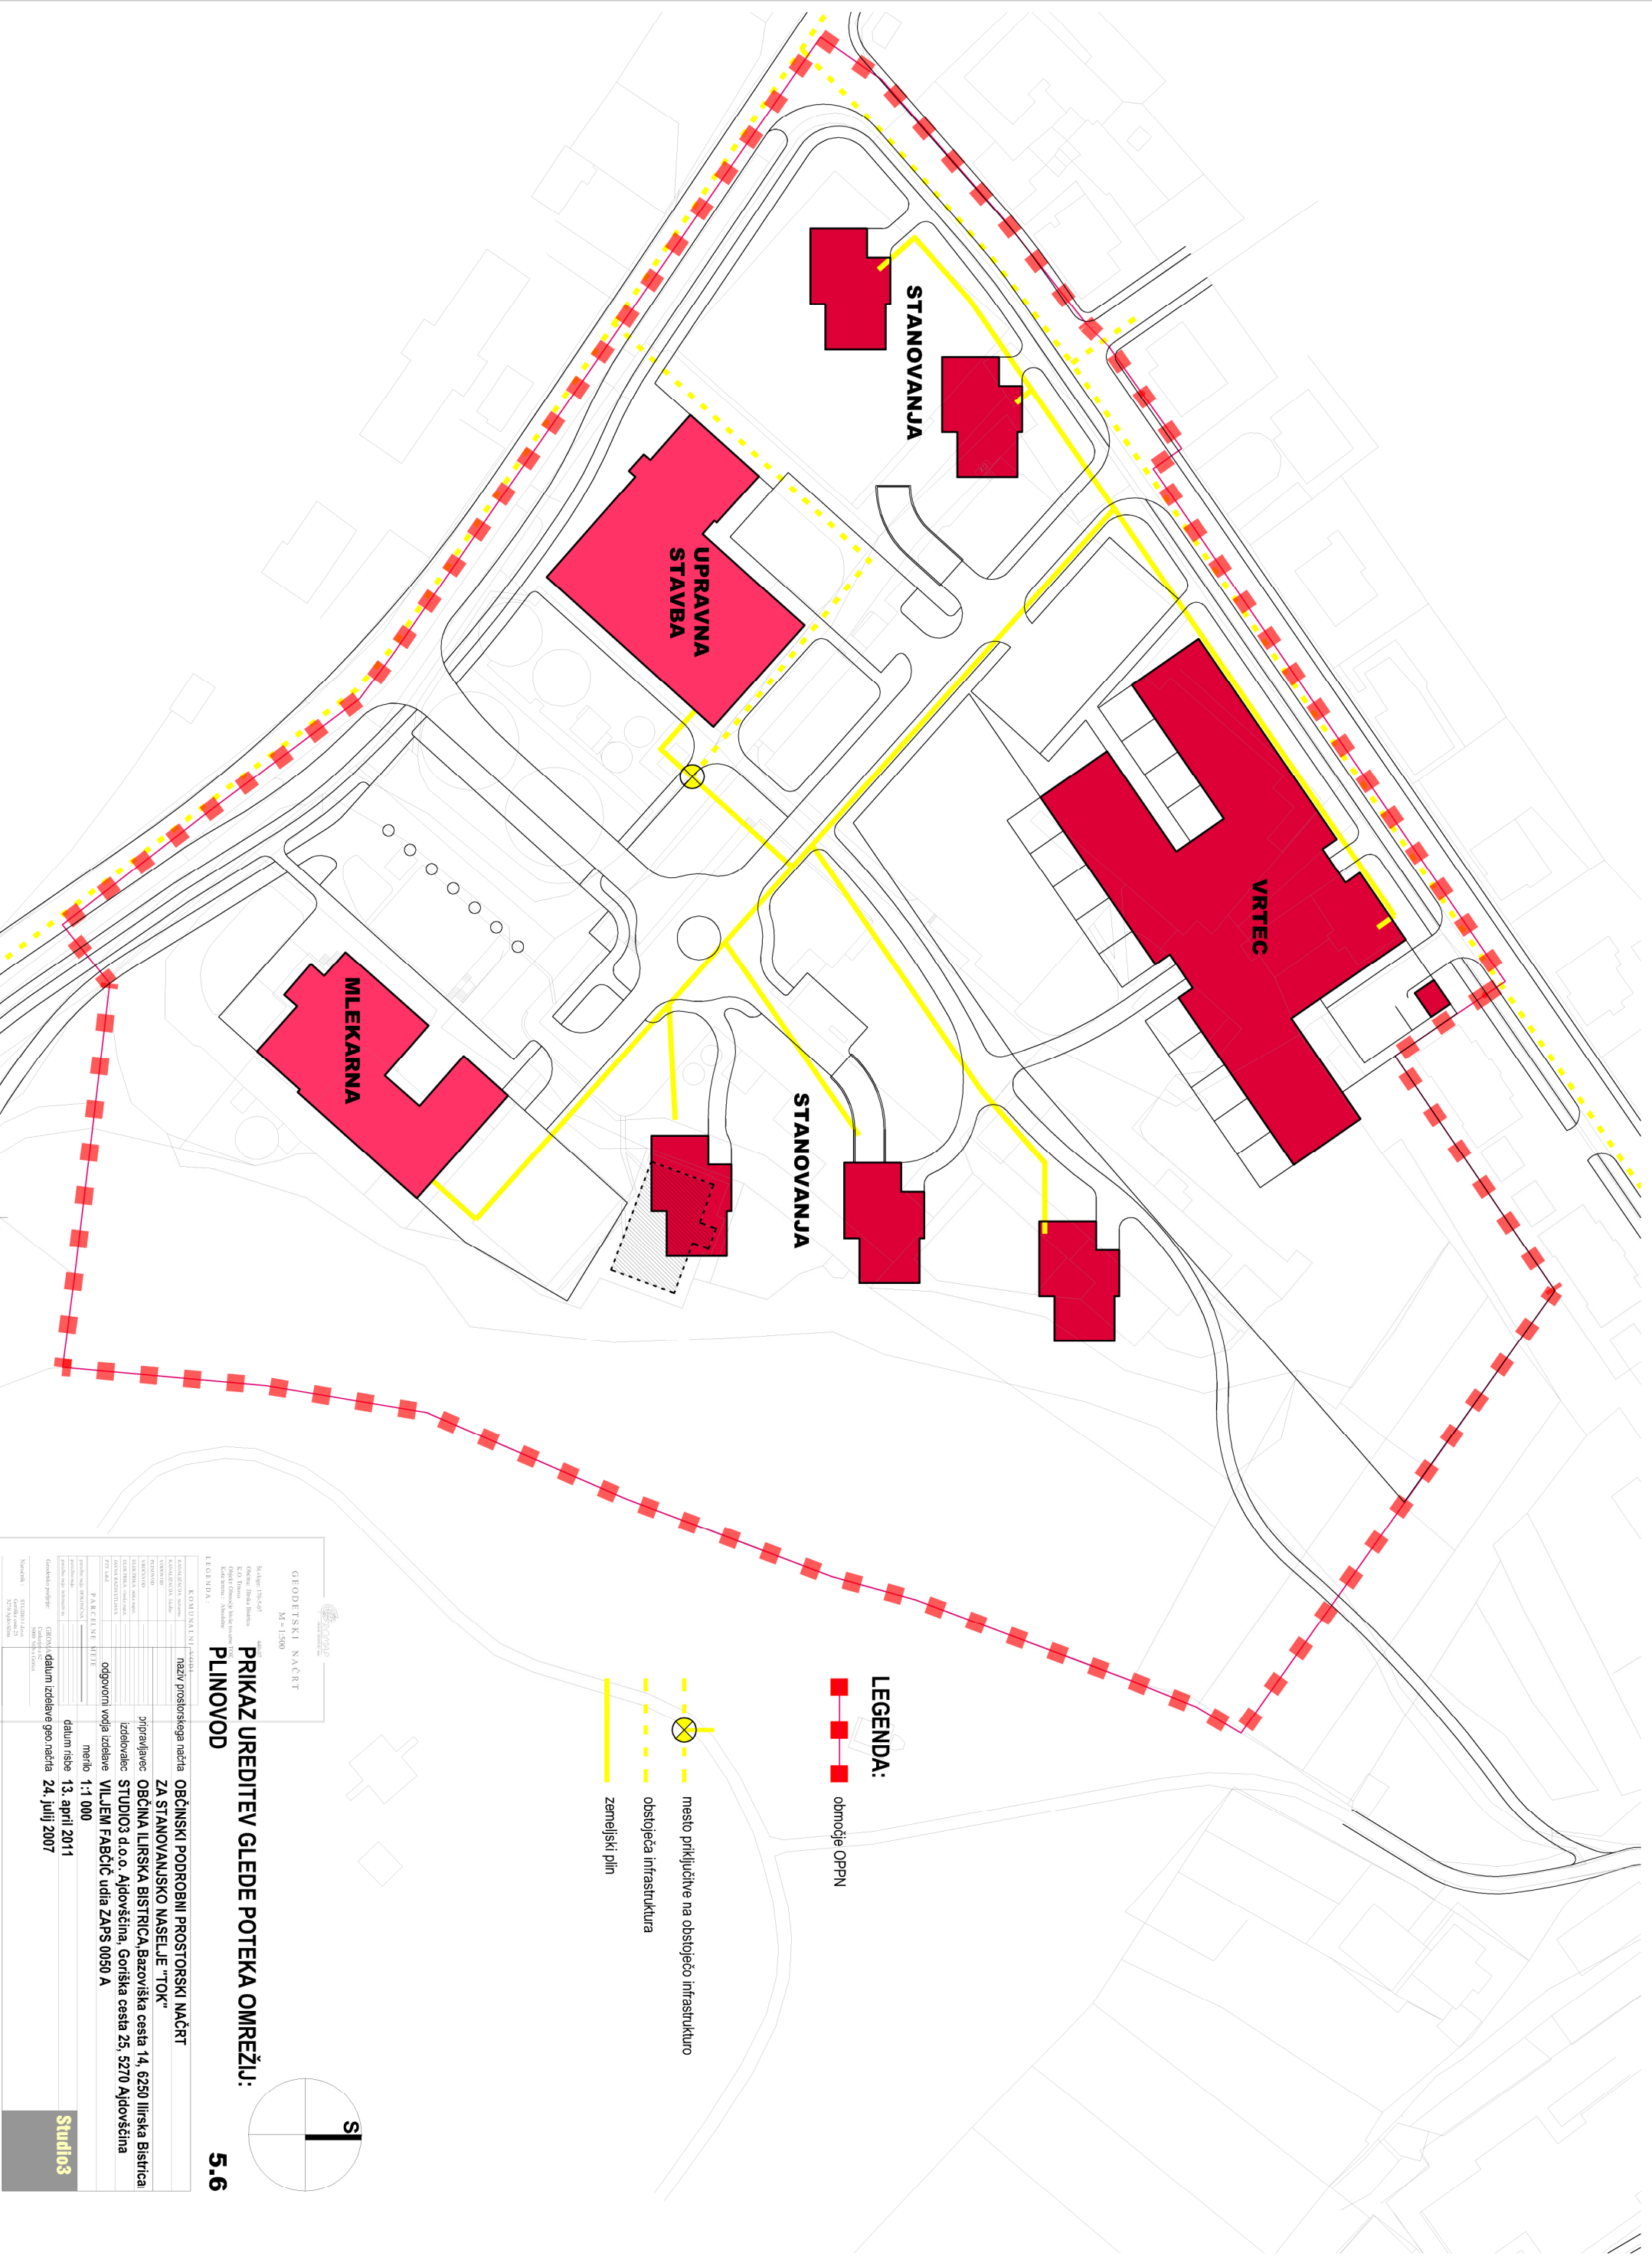 STANOVANJA
UPRAVNA
STAVBA
VRTEC
MLEKARNA
STANOVANJA
LEGENDA:
območje OPPN
mesto priključitve na obstoječo infrastrukturo
obstoječa infrastruktura
zemeljski plin
GEODETSKI NAČRT
M= 1:500
LEGENDA:
PARCELNE MEJE
PRIKAZ UREDITEV GLEDE POTEKA OMREŽIJ:
PLINOVOD
5.6
S
naziv prostorskega načrta OBČINSKI PODROBNI PROSTORSKI NAČRT
ZA STANOVANJSKO NASELJE "TOK"
pripravljavec OBČINA ILIRSKA BISTRICA,Bazoviška cesta 14, 6250 Ilirska Bistrica
izdelovalec STUDIO3 d.o.o. Ajdovščina, Goriška cesta 25, 5270 Ajdovščina
odgovorni vodja izdelave VILJEM FABČIČ udia ZAPS 0050 A
merilo 1:1 000
datum risbe 13. april 2011
datum izdelave geo.načrta 24. julij 2007
Studio3